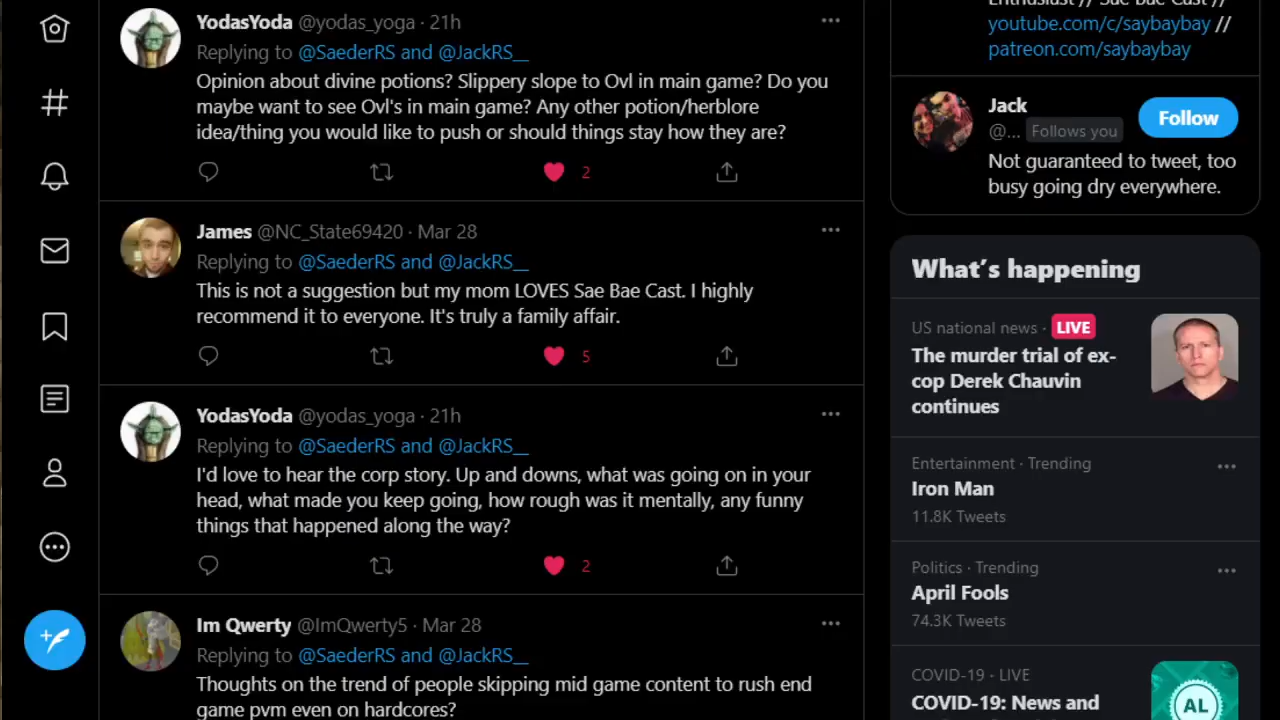 YodasYoda @yodas_yoga · 21h
Replying to @SaederRS and @JackRS__
Opinion about divine potions? Slippery slope to Ovl in main game? Do you
maybe want to see Ovl's in main game? Any other potion/herblore
idea/thing you would like to push or should things stay how they are?
2
James @NC_State69420 · Mar 28
Replying to @SaederRS and @JackRS__
This is not a suggestion but my mom LOVES Sae Bae Cast. I highly
recommend it to everyone. It's truly a family affair.
5
YodasYoda @yodas_yoga · 21h
Replying to @SaederRS and @JackRS__
I'd love to hear the corp story. Up and downs, what was going on in your
head, what made you keep going, how rough was it mentally, any funny
things that happened along the way?
2
Im Qwerty @ImQwerty5 · Mar 28
Replying to @SaederRS and @JackRS__
Thoughts on the trend of people skipping mid game content to rush end
game pvm even on hardcores?
Enthusiast // Sae Bae Cast //
youtube.com/c/saybaybay //
patreon.com/saybaybay
Jack
@... Follows you
Follow
Not guaranteed to tweet, too
busy going dry everywhere.
What's happening
US national news · LIVE
The murder trial of ex-
cop Derek Chauvin
continues
Entertainment · Trending
Iron Man
11.8K Tweets
Politics · Trending
April Fools
74.3K Tweets
COVID-19 · LIVE
COVID-19: News and
AL